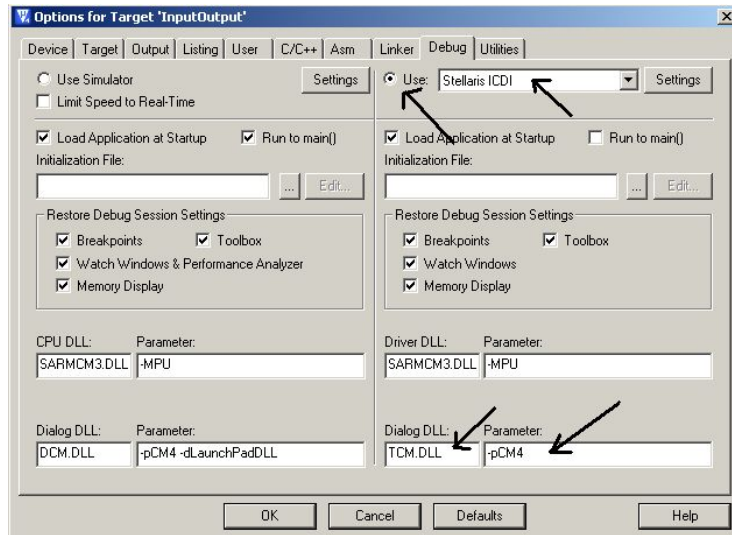 Options for Target 'InputOutput'
Device Target Output Listing User C/C++ Asm Linker Debug Utilities
Use Simulator Settings
Limit Speed to Real-Time
Use: Stellaris ICDI Settings
Load Application at Startup Run to main()
Initialization File:
... Edit...
Load Application at Startup Run to main()
Initialization File:
... Edit...
Restore Debug Session Settings
Breakpoints Toolbox
Watch Windows & Performance Analyzer
Memory Display
Restore Debug Session Settings
Breakpoints Toolbox
Watch Windows
Memory Display
CPU DLL: Parameter:
SARMCM3.DLL -MPU
Driver DLL: Parameter:
SARMCM3.DLL -MPU
Dialog DLL: Parameter:
DCM.DLL -pCM4 -dLaunchPadDLL
Dialog DLL: Parameter:
TCM.DLL -pCM4
OK Cancel Defaults Help